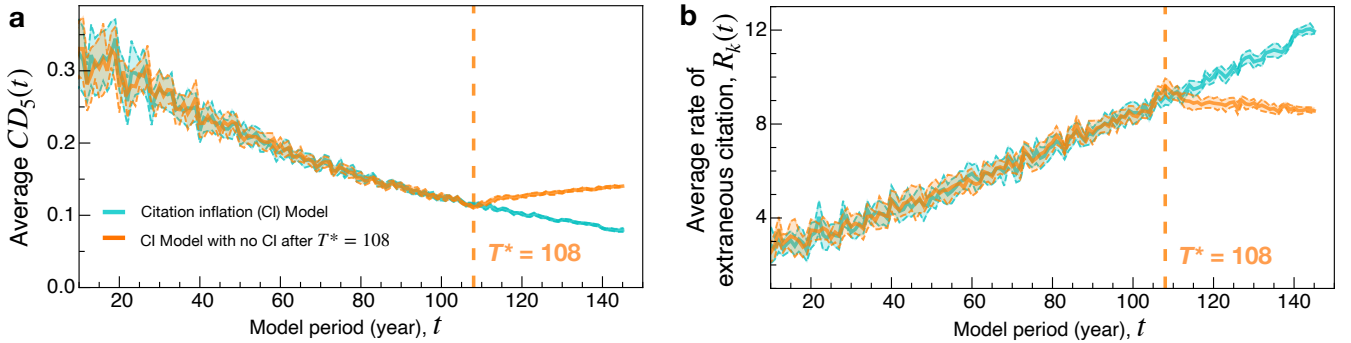 a
Average CD₅(t)
0.3
0.2
0.1
0.0
Citation inflation (CI) Model
CI Model with no CI after T* = 108
T* = 108
20 40 60 80 100 120 140
Model period (year), t
b
Average rate of
extraneous citation, Rₖ(t)
12
8
4
T* = 108
20 40 60 80 100 120 140
Model period (year), t